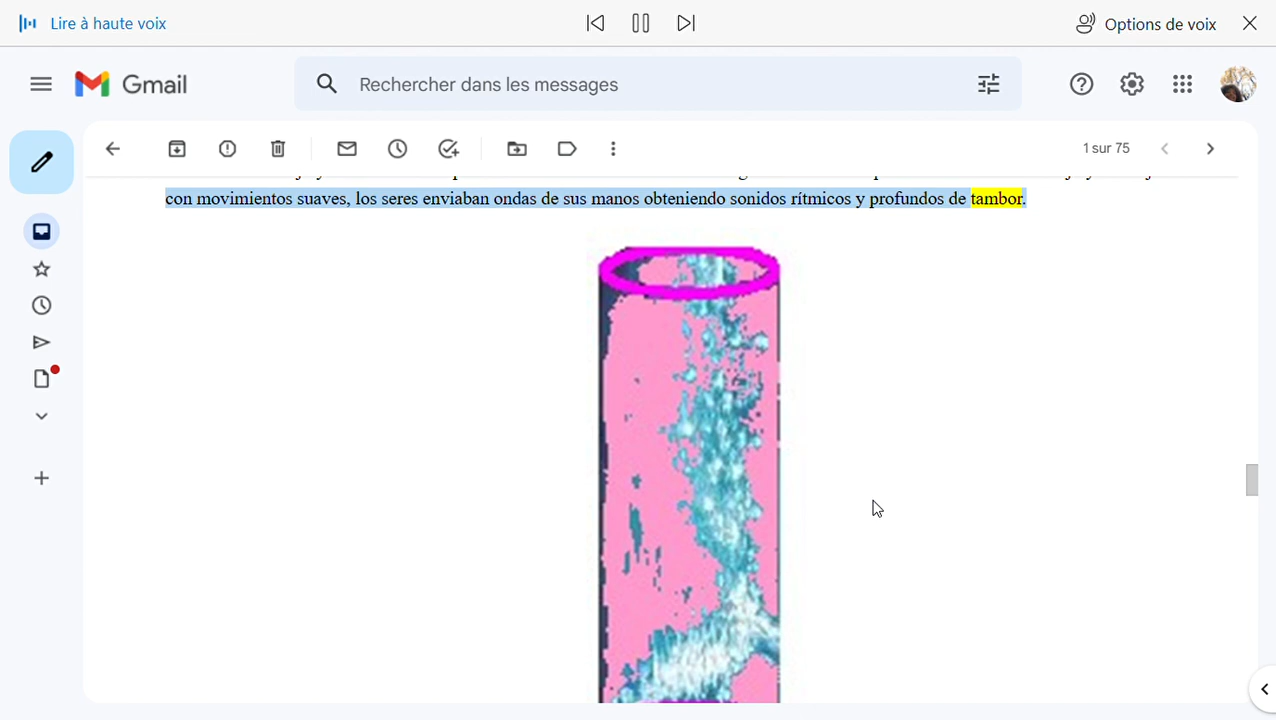 Lire à haute voix
Options de voix
Gmail
Rechercher dans les messages
1 sur 75
con movimientos suaves, los seres enviaban ondas de sus manos obteniendo sonidos rítmicos y profundos de tambor.